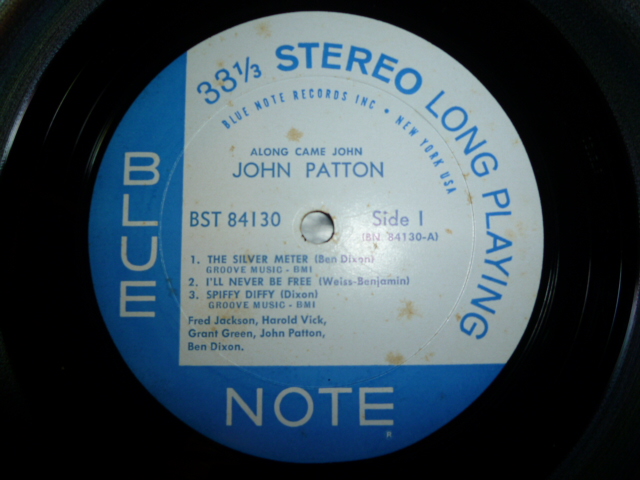 33⅓ STEREO LONG PLAYING
BLUE NOTE RECORDS INC • NEW YORK USA
ALONG CAME JOHN
JOHN PATTON
BST 84130
Side 1
(BN. 84130-A)
1. THE SILVER METER (Ben Dixon)
GROOVE MUSIC - BMI
2. I'LL NEVER BE FREE (Weiss-Benjamin)
3. SPIFFY DIFFY (Dixon)
GROOVE MUSIC - BMI
Fred Jackson, Harold Vick,
Grant Green, John Patton,
Ben Dixon.
BLUE
NOTE
R